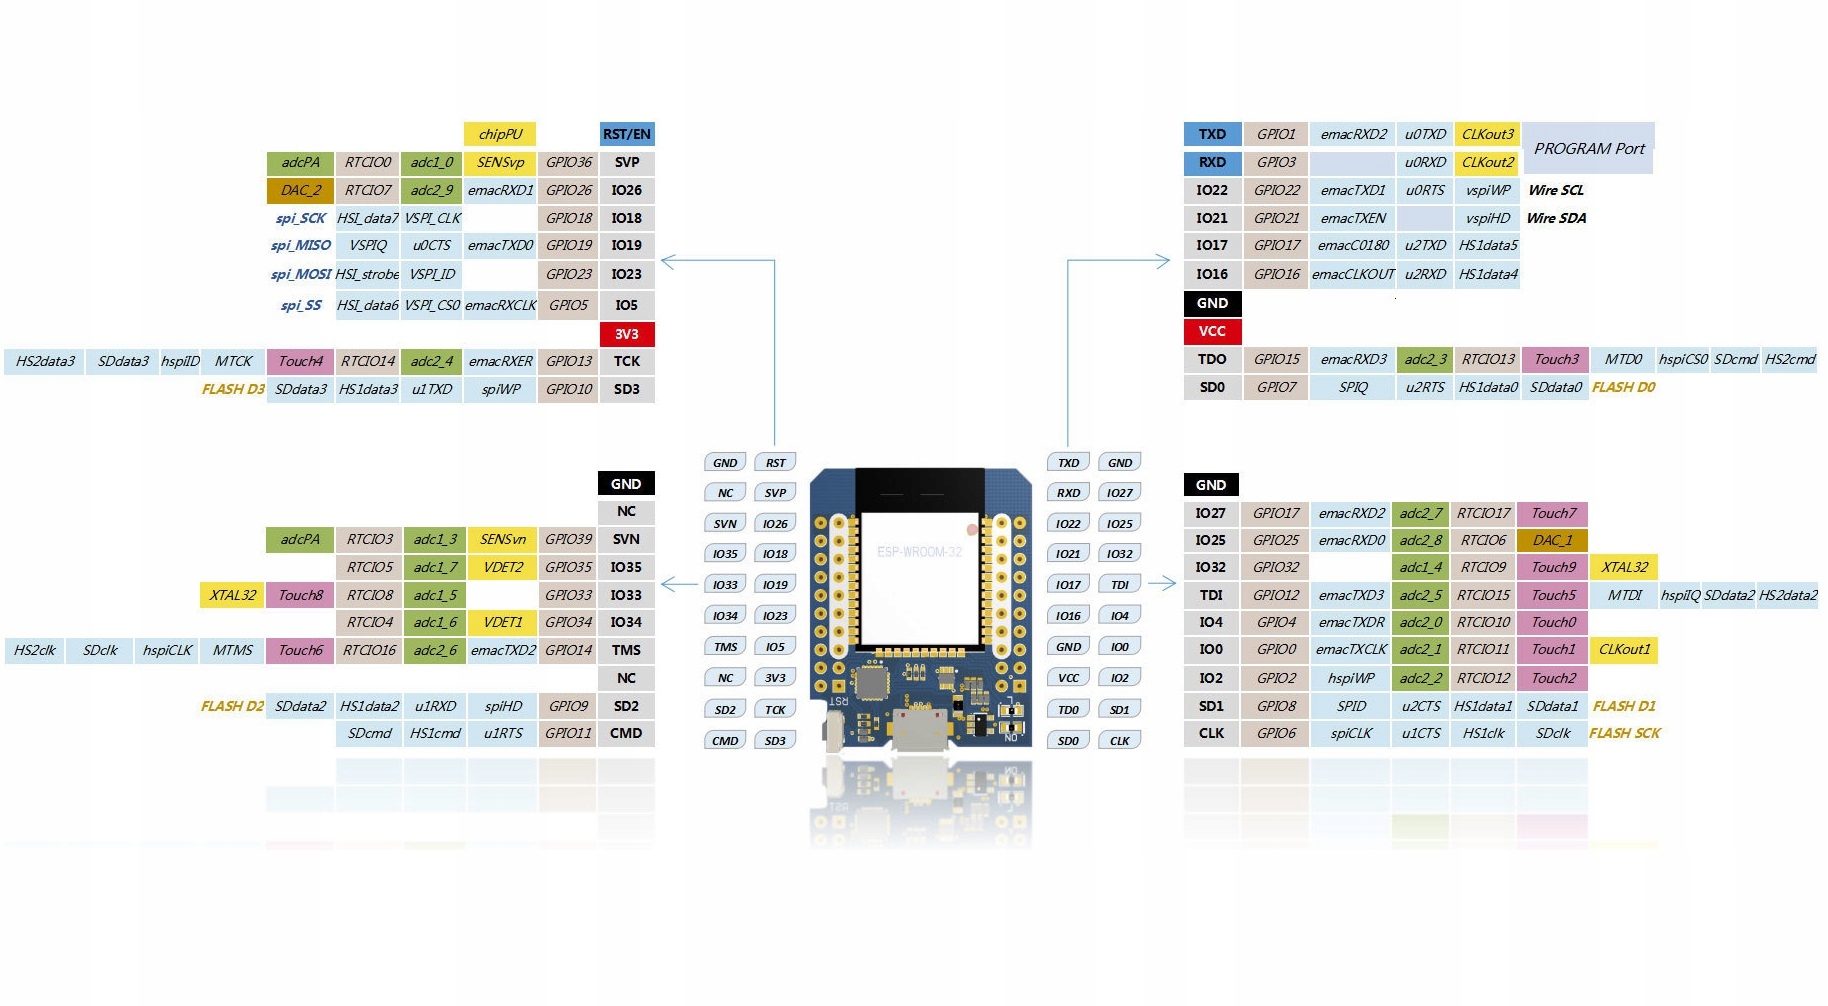 chipPU RST/EN
adcPA RTCIO0 adc1_0 SENSvp GPIO36 SVP
DAC_2 RTCIO7 adc2_9 emacRXD1 GPIO26 IO26
spi_SCK HSI_data7 VSPI_CLK GPIO18 IO18
spi_MISO VSPIQ u0CTS emacTXD0 GPIO19 IO19
spi_MOSI HSI_strobe VSPI_ID GPIO23 IO23
spi_SS HSI_data6 VSPI_CS0 emacRXCLK GPIO5 IO5
3V3
HS2data3 SDdata3 hspiID MTCK Touch4 RTCIO14 adc2_4 emacRXER GPIO13 TCK
FLASH D3 SDdata3 HS1data3 u1TXD spiWP GPIO10 SD3
TXD GPIO1 emacRXD2 u0TXD CLKout3
PROGRAM Port
RXD GPIO3 u0RXD CLKout2
IO22 GPIO22 emacTXD1 u0RTS vspiWP Wire SCL
IO21 GPIO21 emacTXEN vspiHD Wire SDA
IO17 GPIO17 emacC0180 u2TXD HS1data5
IO16 GPIO16 emacCLKOUT u2RXD HS1data4
GND
VCC
TDO GPIO15 emacRXD3 adc2_3 RTCIO13 Touch3 MTD0 hspiCS0 SDcmd HS2cmd
SD0 GPIO7 SPIQ u2RTS HS1data0 SDdata0 FLASH D0
GND
NC
adcPA RTCIO3 adc1_3 SENSvn GPIO39 SVN
RTCIO5 adc1_7 VDET2 GPIO35 IO35
XTAL32 Touch8 RTCIO8 adc1_5 GPIO33 IO33
RTCIO4 adc1_6 VDET1 GPIO34 IO34
HS2clk SDclk hspiCLK MTMS Touch6 RTCIO16 adc2_6 emacTXD2 GPIO14 TMS
NC
FLASH D2 SDdata2 HS1data2 u1RXD spiHD GPIO9 SD2
SDcmd HS1cmd u1RTS GPIO11 CMD
GND RST
NC SVP
SVN IO26
IO35 IO18
IO33 IO19
IO34 IO23
TMS IO5
NC 3V3
SD2 TCK
CMD SD3
ESP-WROOM-32
RST
L
ON
TXD GND
RXD IO27
IO22 IO25
IO21 IO32
IO17 TDI
IO16 IO4
GND IO0
VCC IO2
TD0 SD1
SD0 CLK
GND
IO27 GPIO17 emacRXD2 adc2_7 RTCIO17 Touch7
IO25 GPIO25 emacRXD0 adc2_8 RTCIO6 DAC_1
IO32 GPIO32 adc1_4 RTCIO9 Touch9 XTAL32
TDI GPIO12 emacTXD3 adc2_5 RTCIO15 Touch5 MTDI hspiIQ SDdata2 HS2data2
IO4 GPIO4 emacTXDR adc2_0 RTCIO10 Touch0
IO0 GPIO0 emacTXCLK adc2_1 RTCIO11 Touch1 CLKout1
IO2 GPIO2 hspiWP adc2_2 RTCIO12 Touch2
SD1 GPIO8 SPID u2CTS HS1data1 SDdata1 FLASH D1
CLK GPIO6 spiCLK u1CTS HS1clk SDclk FLASH SCK